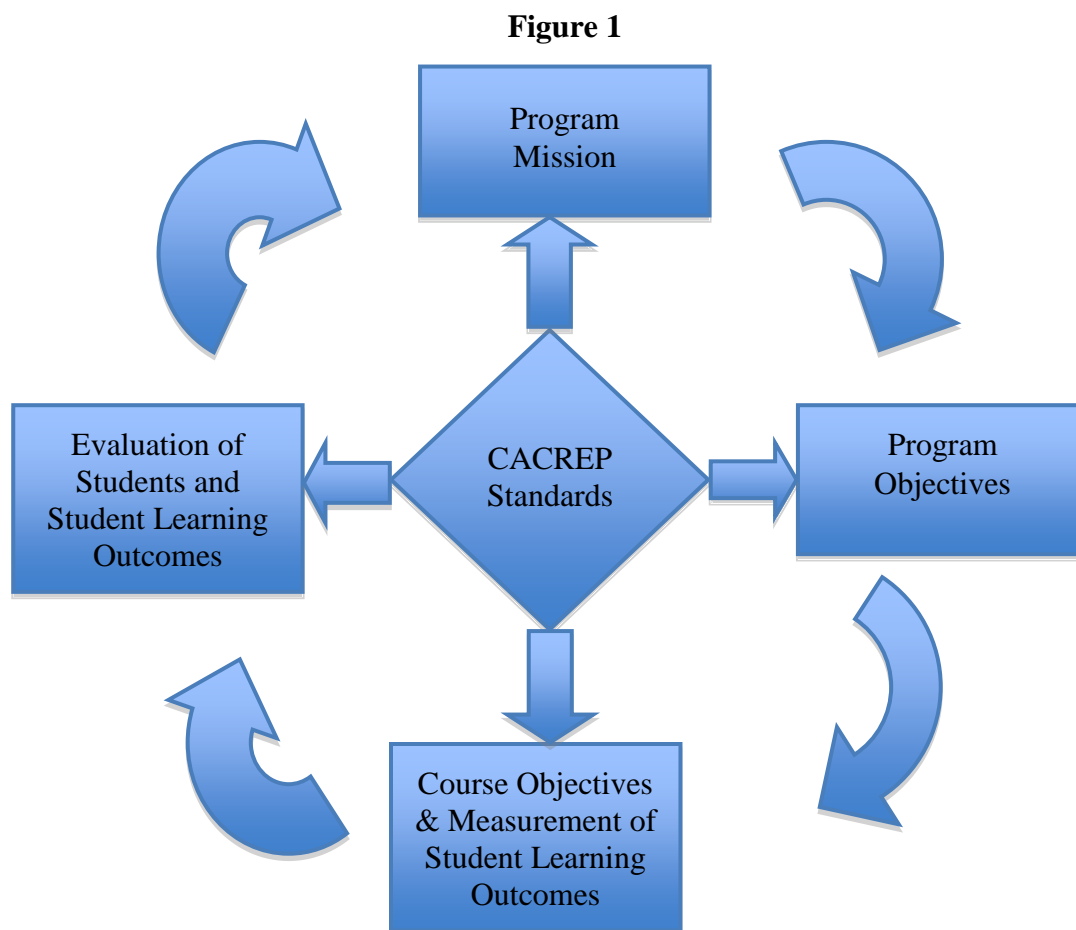 Figure 1
Program
Mission
Evaluation of
Students and
Student Learning
Outcomes
CACREP
Standards
Program
Objectives
Course Objectives
& Measurement of
Student Learning
Outcomes